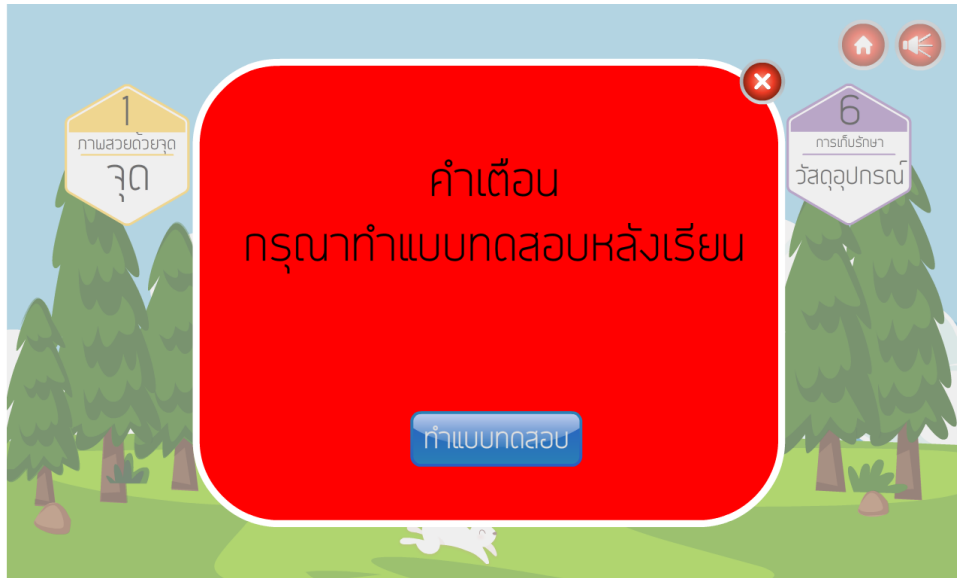 1
ภาพสวยด้วยจุด
จุด
คำเตือน
กรุณาทำแบบทดสอบหลังเรียน
ทำแบบทดสอบ
6
การเก็บรักษา
วัสดุอุปกรณ์